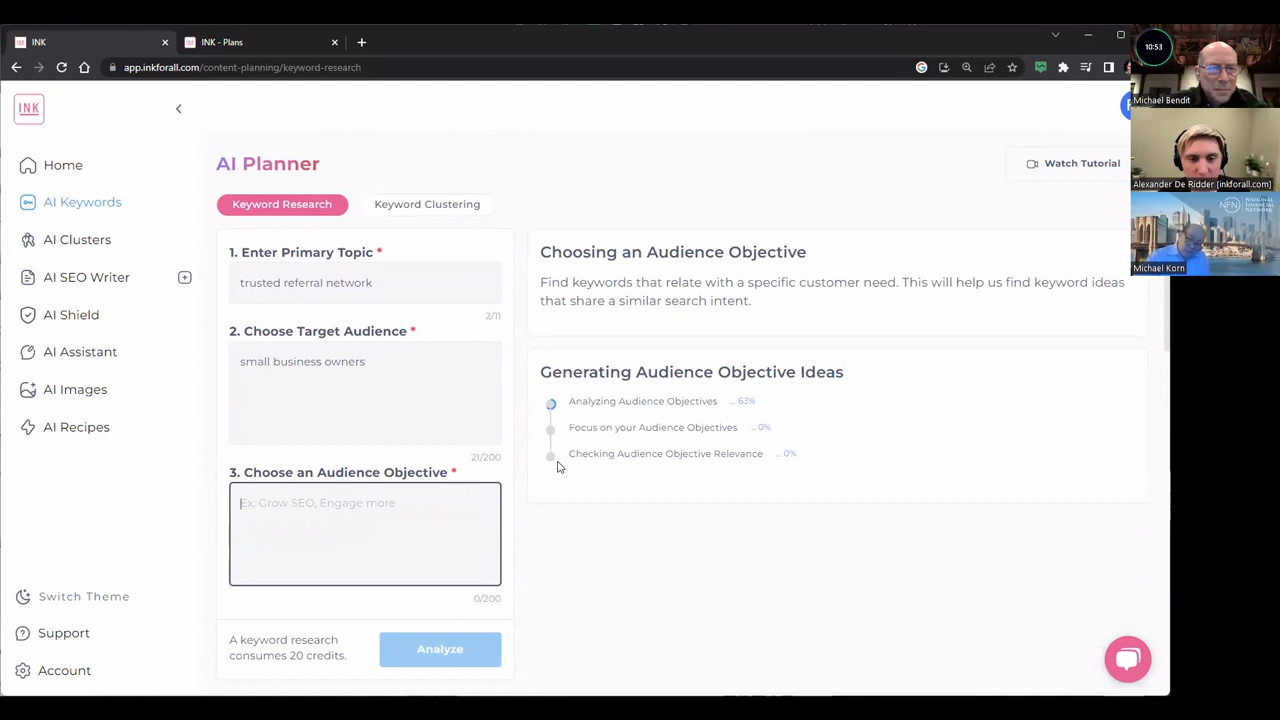 INK
INK - Plans
app.inkforall.com/content-planning/keyword-research
10:53
Michael Bendit
Alexander De Ridder [inkforall.com]
NFN
NATIONAL
FINANCIAL
NETWORK
Michael Korn
INK
Home
AI Keywords
AI Clusters
AI SEO Writer
AI Shield
AI Assistant
AI Images
AI Recipes
Switch Theme
Support
Account
AI Planner
Watch Tutorial
Keyword Research
Keyword Clustering
1. Enter Primary Topic *
trusted referral network
2/11
2. Choose Target Audience *
small business owners
21/200
3. Choose an Audience Objective *
Ex: Grow SEO, Engage more
0/200
A keyword research
consumes 20 credits.
Analyze
Choosing an Audience Objective
Find keywords that relate with a specific customer need. This will help us find keyword ideas
that share a similar search intent.
Generating Audience Objective Ideas
Analyzing Audience Objectives ... 63%
Focus on your Audience Objectives ... 0%
Checking Audience Objective Relevance ... 0%